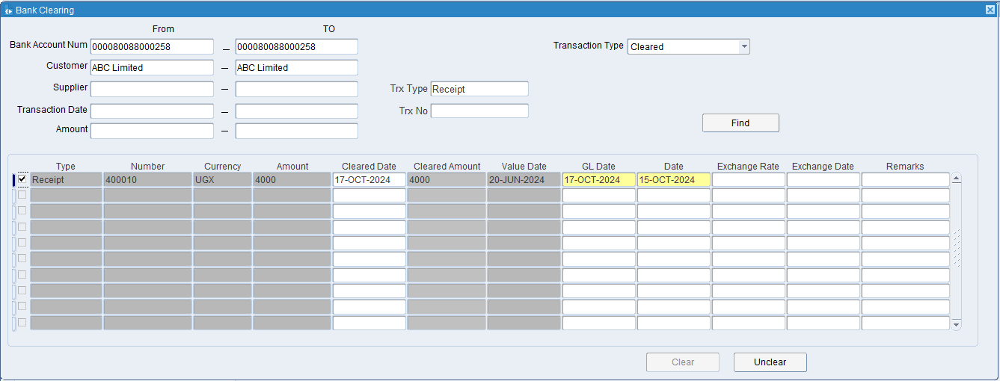 Bank Clearing
From TO
Bank Account Num 000080088000258 – 000080088000258 Transaction Type Cleared
Customer ABC Limited – ABC Limited
Supplier – Trx Type Receipt
Transaction Date – Trx No
Amount – Find
Type Number Currency Amount Cleared Date Cleared Amount Value Date GL Date Date Exchange Rate Exchange Date Remarks
Receipt 400010 UGX 4000 17-OCT-2024 4000 20-JUN-2024 17-OCT-2024 15-OCT-2024
Clear Unclear